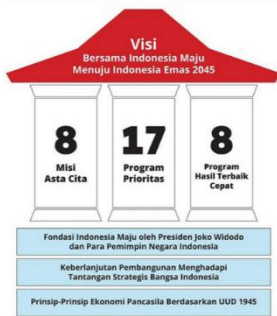 Visi
Bersama Indonesia Maju
Menuju Indonesia Emas 2045
8
Misi
Asta Cita
17
Program
Prioritas
8
Program
Hasil Terbaik
Cepat
Fondasi Indonesia Maju oleh Presiden Joko Widodo
dan Para Pemimpin Negara Indonesia
Keberlanjutan Pembangunan Menghadapi
Tantangan Strategis Bangsa Indonesia
Prinsip-Prinsip Ekonomi Pancasila Berdasarkan UUD 1945